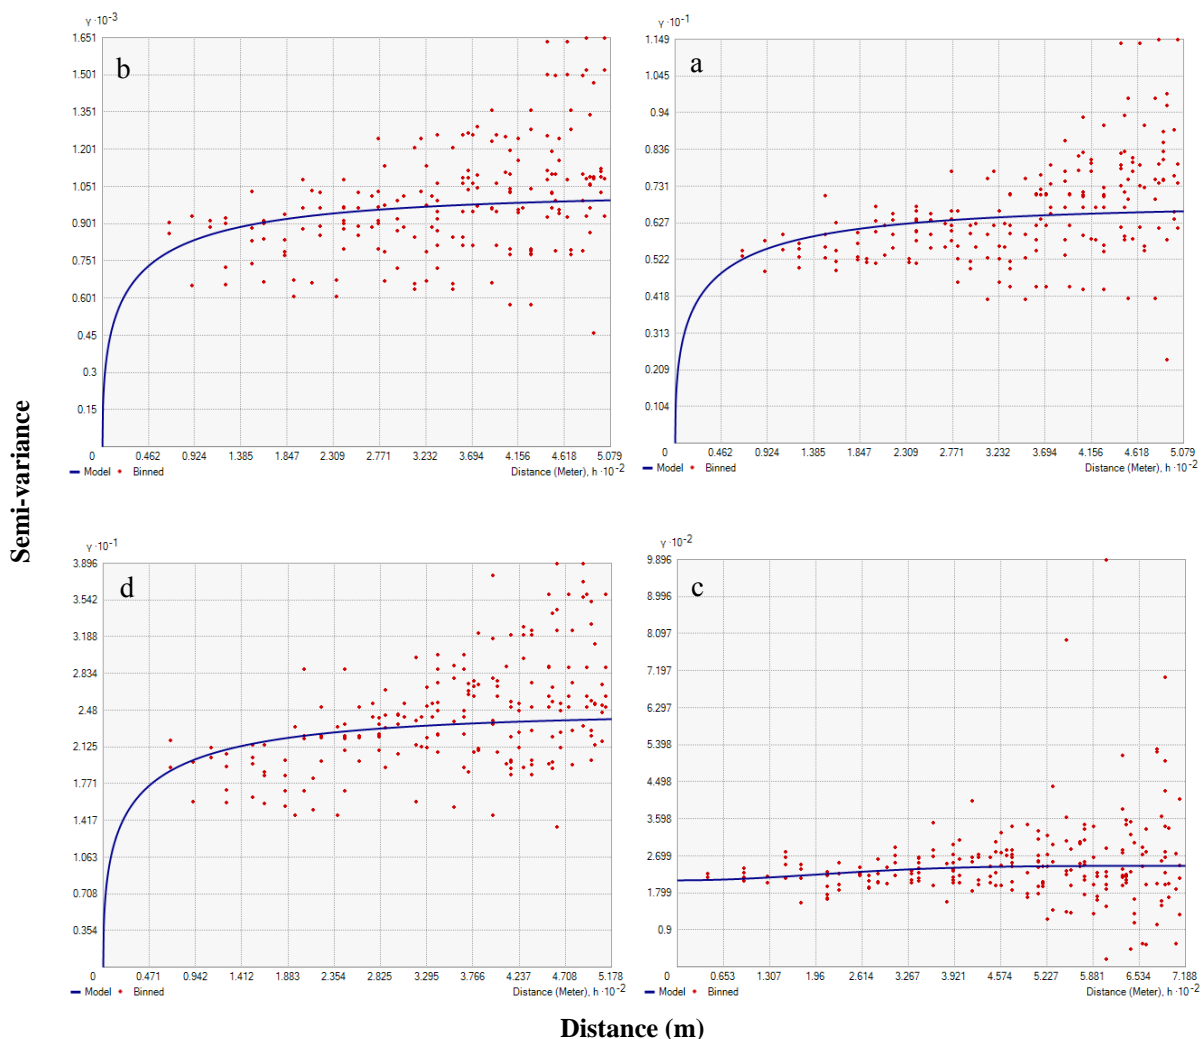 γ ·10⁻³
1.651
1.501
1.351
1.201
1.051
0.901
0.751
0.601
0.45
0.3
0.15
b
0 0.462 0.924 1.385 1.847 2.309 2.771 3.232 3.694 4.156 4.618 5.079
Model Binned Distance (Meter), h ·10⁻²
γ ·10⁻¹
1.149
1.045
0.94
0.836
0.731
0.627
0.522
0.418
0.313
0.209
0.104
a
0 0.462 0.924 1.385 1.847 2.309 2.771 3.232 3.694 4.156 4.618 5.079
Model Binned Distance (Meter), h ·10⁻²
Semi-variance
γ ·10⁻¹
3.896
3.542
3.188
2.834
2.48
2.125
1.771
1.417
1.063
0.708
0.354
d
0 0.471 0.942 1.412 1.883 2.354 2.825 3.295 3.766 4.237 4.708 5.178
Model Binned Distance (Meter), h ·10⁻²
γ ·10⁻²
9.896
8.996
8.097
7.197
6.297
5.398
4.498
3.598
2.699
1.799
0.9
c
0 0.653 1.307 1.96 2.614 3.267 3.921 4.574 5.227 5.881 6.534 7.188
Model Binned Distance (Meter), h ·10⁻²
Distance (m)